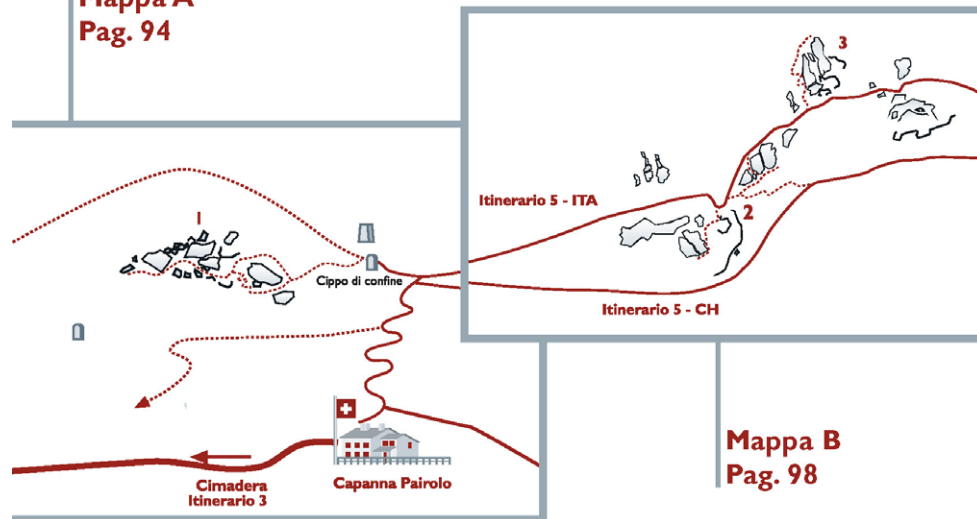 Mappa A
Pag. 94
3
Itinerario 5 - ITA
2
1
Cippo di confine
Itinerario 5 - CH
Mappa B
Pag. 98
Cimadera
Itinerario 3
Capanna Pairolo